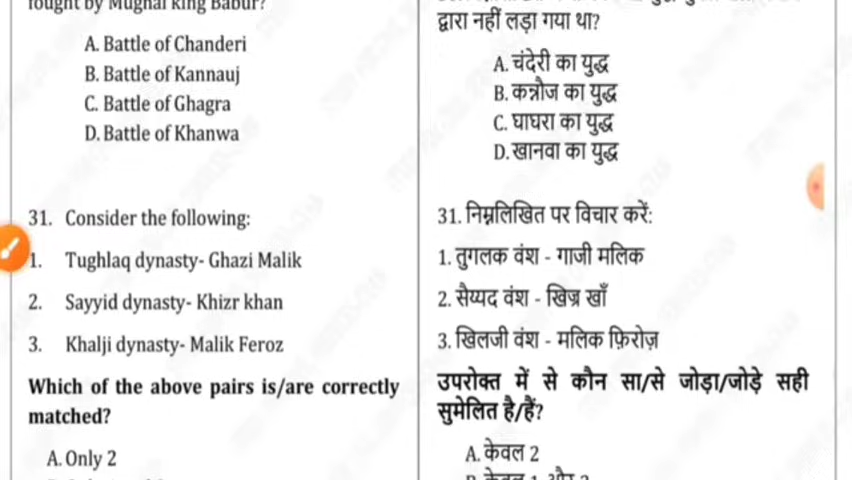 fought by Mughal king Babur?
A. Battle of Chanderi
B. Battle of Kannauj
C. Battle of Ghagra
D. Battle of Khanwa
31. Consider the following:
1. Tughlaq dynasty- Ghazi Malik
2. Sayyid dynasty- Khizr khan
3. Khalji dynasty- Malik Feroz
Which of the above pairs is/are correctly
matched?
A. Only 2
द्वारा नहीं लड़ा गया था?
A. चंदेरी का युद्ध
B. कन्नौज का युद्ध
C. घाघरा का युद्ध
D. खानवा का युद्ध
31. निम्नलिखित पर विचार करें:
1. तुगलक वंश - गाजी मलिक
2. सैय्यद वंश - खिज्र खाँ
3. खिलजी वंश - मलिक फ़िरोज़
उपरोक्त में से कौन सा/से जोड़ा/जोड़े सही
सुमेलित है/हैं?
A. केवल 2